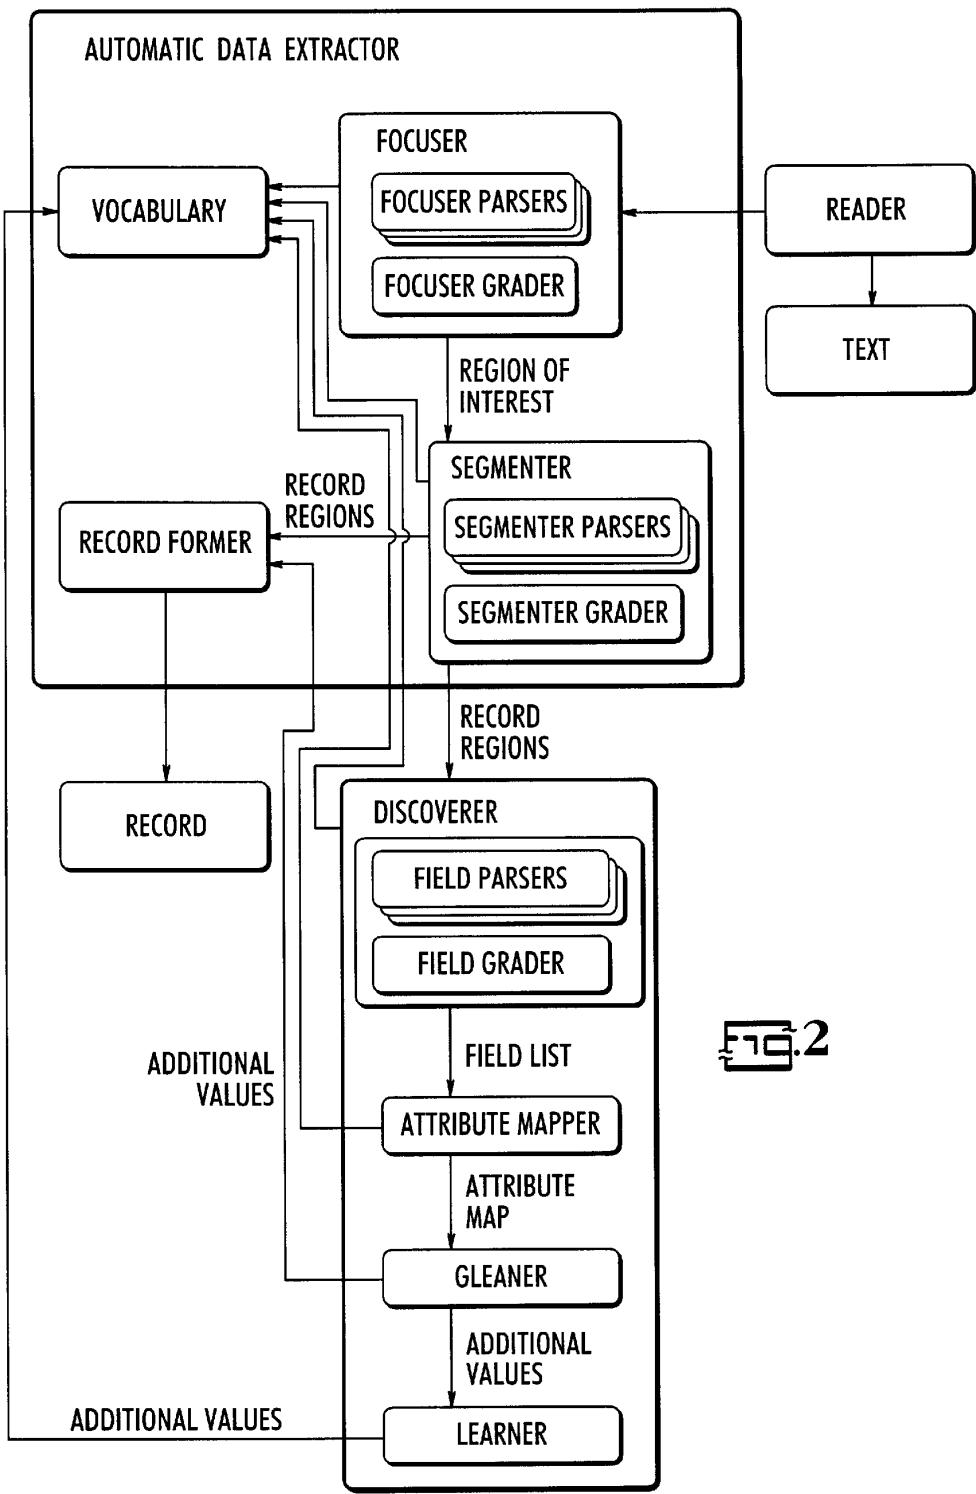 AUTOMATIC DATA EXTRACTOR
FOCUSER
FOCUSER PARSERS
FOCUSER GRADER
VOCABULARY
READER
TEXT
REGION OF
INTEREST
SEGMENTER
SEGMENTER PARSERS
SEGMENTER GRADER
RECORD
REGIONS
RECORD FORMER
RECORD
REGIONS
RECORD
DISCOVERER
FIELD PARSERS
FIELD GRADER
FIELD LIST
ADDITIONAL
VALUES
ATTRIBUTE MAPPER
ATTRIBUTE
MAP
GLEANER
ADDITIONAL
VALUES
ADDITIONAL VALUES
LEARNER
FIG.2